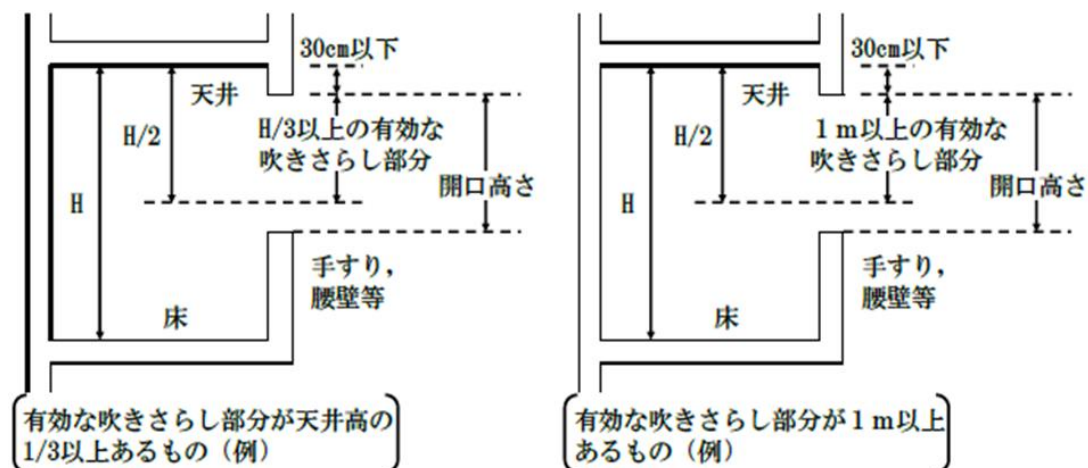 30cm以下
天井
H/2
H/3以上の有効な
吹きさらし部分
開口高さ
H
手すり,
腰壁等
床
有効な吹きさらし部分が天井高の
1/3以上あるもの（例）
30cm以下
天井
H/2
1m以上の有効な
吹きさらし部分
開口高さ
H
手すり,
腰壁等
床
有効な吹きさらし部分が1m以上
あるもの（例）